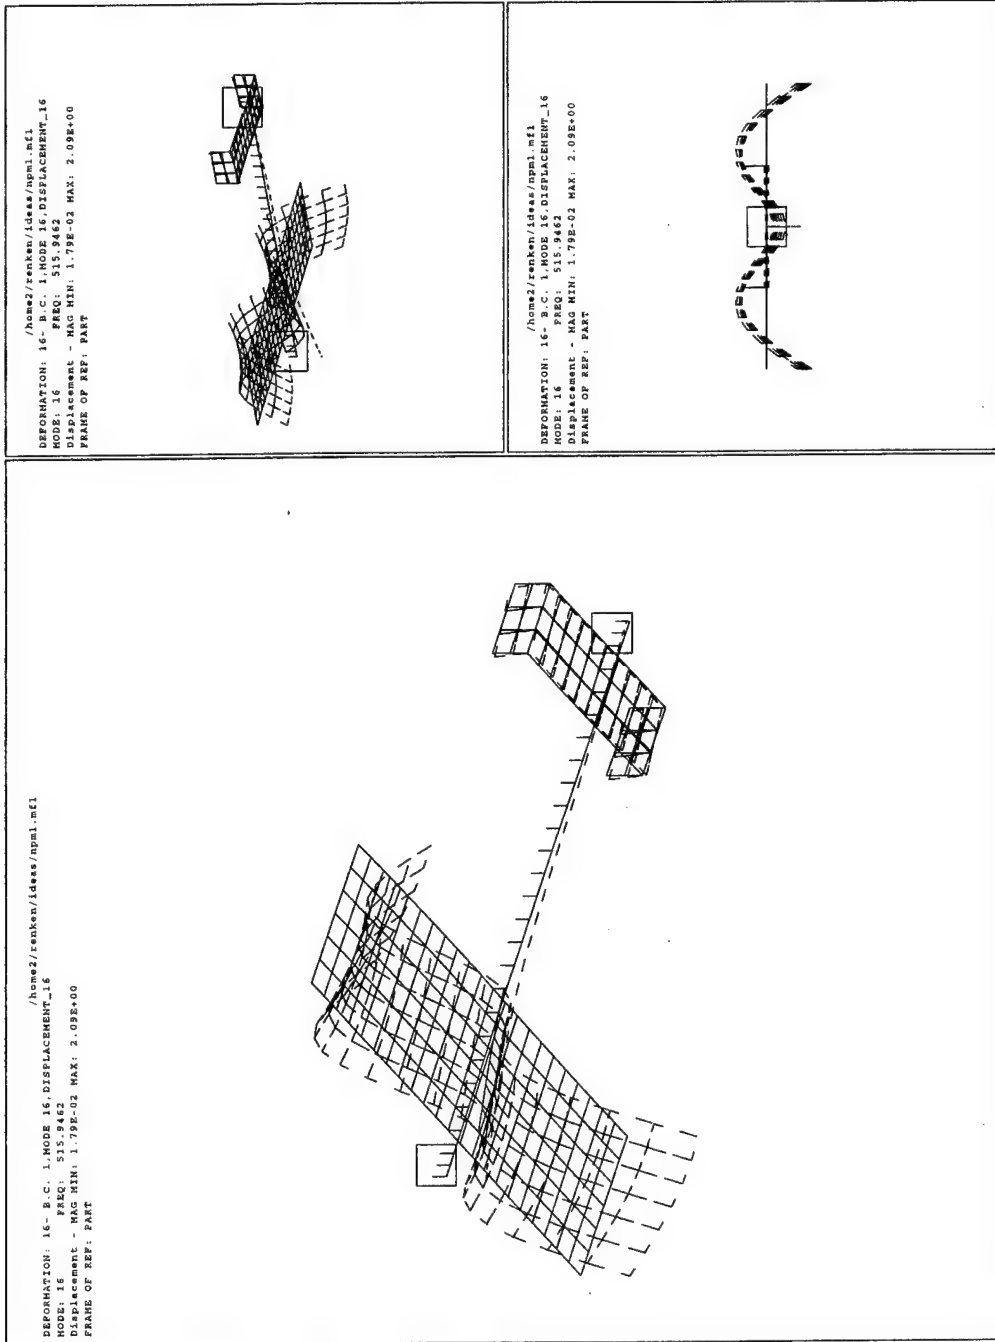 /home2/renken/ideas/npm1.mf1
DEFORMATION: 16- B.C. 1,MODE 16,DISPLACEMENT_16
MODE: 16 FREQ: 515.9462
Displacement - MAG MIN: 1.79E-02 MAX: 2.09E+00
FRAME OF REF: PART
/home2/renken/ideas/npm1.mf1
DEFORMATION: 16- B.C. 1,MODE 16,DISPLACEMENT_16
MODE: 16 FREQ: 515.9462
Displacement - MAG MIN: 1.79E-02 MAX: 2.09E+00
FRAME OF REF: PART
/home2/renken/ideas/npm1.mf1
DEFORMATION: 16- B.C. 1,MODE 16,DISPLACEMENT_16
MODE: 16 FREQ: 515.9462
Displacement - MAG MIN: 1.79E-02 MAX: 2.09E+00
FRAME OF REF: PART